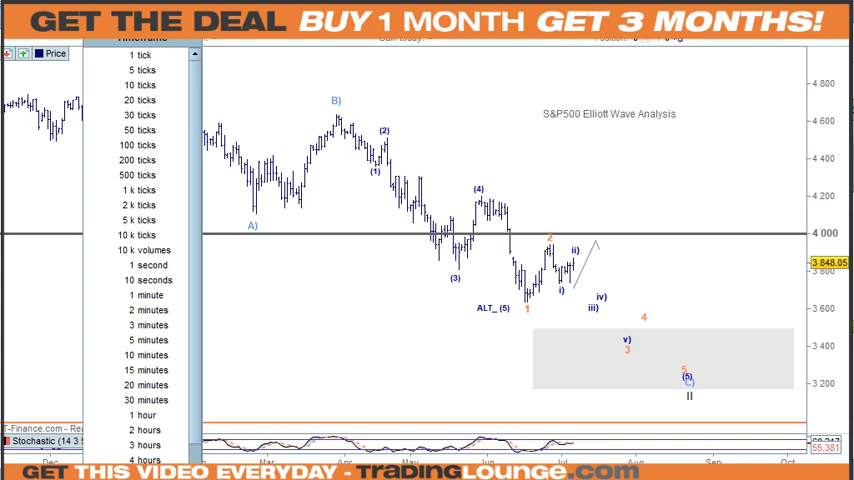 GET THE DEAL BUY 1 MONTH GET 3 MONTHS!
Price
1 tick
5 ticks
10 ticks
20 ticks
30 ticks
50 ticks
100 ticks
200 ticks
500 ticks
1 k ticks
2 k ticks
5 k ticks
10 k ticks
10 k volumes
1 second
10 seconds
1 minute
2 minutes
3 minutes
5 minutes
10 minutes
15 minutes
20 minutes
30 minutes
1 hour
2 hours
3 hours
4 hours
S&P500 Elliott Wave Analysis
B)
(2)
(1)
A)
(4)
(3)
2
ii)
i)
ALT_ (5)
1
iv)
iii)
4
v)
3
5
(5)
C)
II
4 800
4 600
4 400
4 200
4 000
3 848.05
3 800
3 600
3 400
3 200
T-Finance.com - Real
Stochastic (14 3 5
55.381
Dec
Mar
Apr
May
Jun
Jul
Aug
Sep
Oct
GET THIS VIDEO EVERYDAY - TradingLounge.com